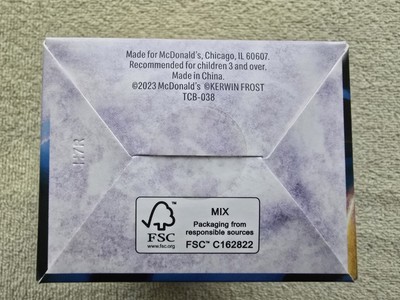 Made for McDonald's, Chicago, IL 60607.
Recommended for children 3 and over.
Made in China.
©2023 McDonald's ©KERWIN FROST
TCB-038
FSC
www.fsc.org
MIX
Packaging from
responsible sources
FSC™ C162822